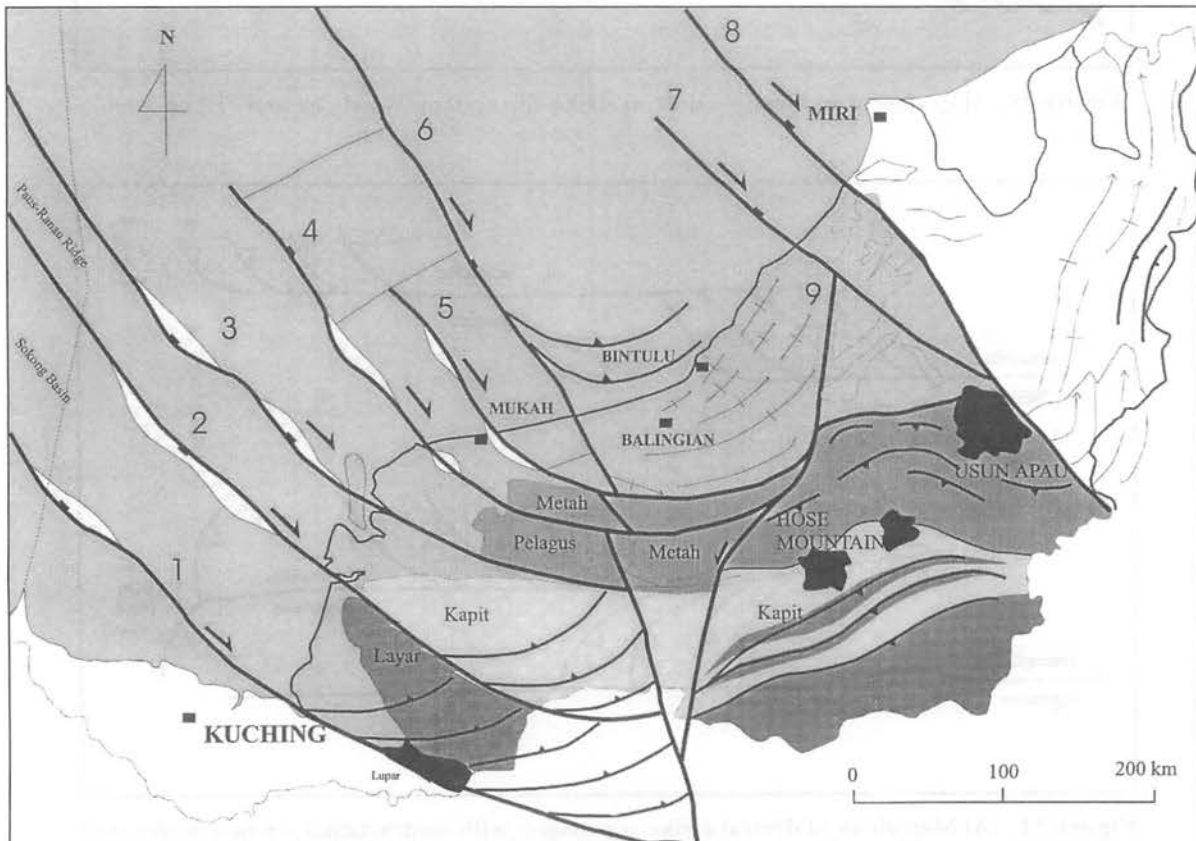 N
8
MIRI
7
6
Paus-Ranau Ridge
4
3
5
9
BINTULU
Sokong Basin
MUKAH
2
BALINGIAN
USUN APAU
Metah
HOSE
MOUNTAIN
Pelagus
Metah
1
Kapit
Kapit
Layar
KUCHING
Lupar
0 100 200 km